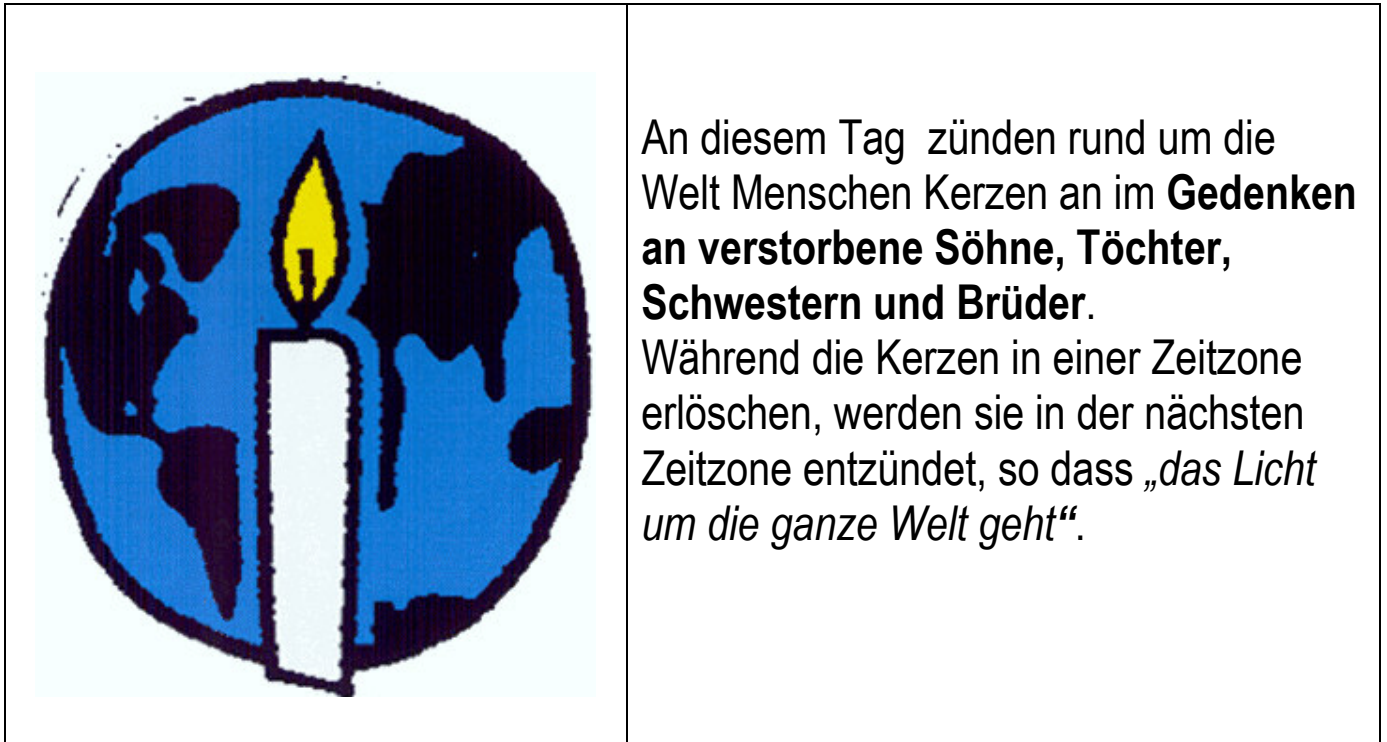 An diesem Tag  zünden rund um die
Welt Menschen Kerzen an im Gedenken
an verstorbene Söhne, Töchter,
Schwestern und Brüder.
Während die Kerzen in einer Zeitzone
erlöschen, werden sie in der nächsten
Zeitzone entzündet, so dass „das Licht
um die ganze Welt geht“.